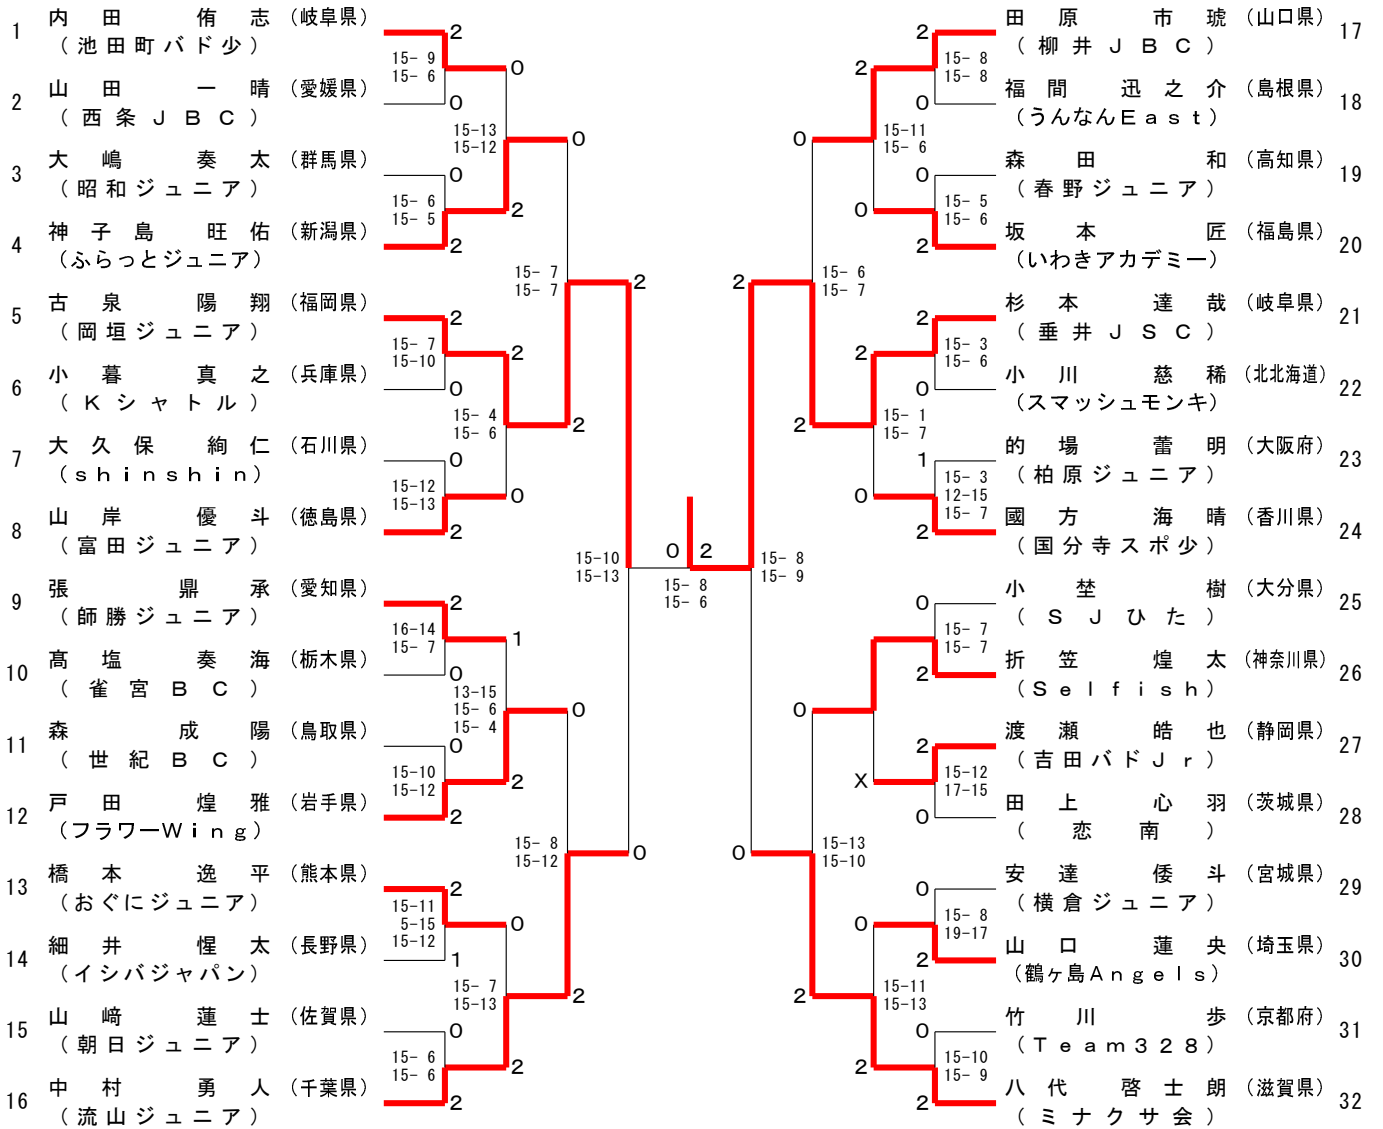 1 内田 侑志 (岐阜県)
(池田町バド少)
2 山田 一晴 (愛媛県)
(西条JBC)
3 大嶋 奏太 (群馬県)
(昭和ジュニア)
4 神子島 旺佑 (新潟県)
(ふらっとジュニア)
5 古泉 陽翔 (福岡県)
(岡垣ジュニア)
6 小暮 真之 (兵庫県)
(Kシャトル)
7 大久保 絢仁 (石川県)
(shinshin)
8 山岸 優斗 (徳島県)
(富田ジュニア)
9 張 鼎承 (愛知県)
(師勝ジュニア)
10 髙塩 奏海 (栃木県)
(雀宮BC)
11 森 成陽 (鳥取県)
(世紀BC)
12 戸田 煌雅 (岩手県)
(フラワーWing)
13 橋本 逸平 (熊本県)
(おぐにジュニア)
14 細井 惺太 (長野県)
(イシバジャパン)
15 山﨑 蓮士 (佐賀県)
(朝日ジュニア)
16 中村 勇人 (千葉県)
(流山ジュニア)
2
15- 9
15- 6
0
0
15- 6
15- 5
2
2
15- 7
15-10
0
0
15-12
15-13
2
2
16-14
15- 7
0
0
15-10
15-12
2
2
15-11
5-15
15-12
1
0
15- 6
15- 6
2
0
15-13
15-12
2
2
15- 4
15- 6
0
1
13-15
15- 6
15- 4
2
0
15- 7
15-13
2
0
15- 7
15- 7
2
0
15- 8
15-12
2
2
15-10
15-13
0
0 2
15- 8
15- 6
2
15- 8
15- 9
0
0
15- 6
15- 7
2
0
15-13
15-10
2
2
15-11
15- 6
0
2
15- 1
15- 7
0
X
0
15-11
15-13
2
2
15- 8
15- 8
0
0
15- 5
15- 6
2
2
15- 3
15- 6
0
1
15- 3
12-15
15- 7
2
0
15- 7
15- 7
2
2
15-12
17-15
0
0
15- 8
19-17
2
0
15-10
15- 9
2
田原 市琥 (山口県) 17
(柳井JBC)
福間 迅之介 (島根県) 18
(うんなんEast)
森田 和 (高知県) 19
(春野ジュニア)
坂本 匠 (福島県) 20
(いわきアカデミー)
杉本 達哉 (岐阜県) 21
(垂井JSC)
小川 慈稀 (北北海道) 22
(スマッシュモンキ)
的場 蕾明 (大阪府) 23
(柏原ジュニア)
國方 海晴 (香川県) 24
(国分寺スポ少)
小埜 樹 (大分県) 25
(SJひた)
折笠 煌太 (神奈川県) 26
(Selfish)
渡瀬 皓也 (静岡県) 27
(吉田バドJr)
田上 心羽 (茨城県) 28
(恋南)
安達 倭斗 (宮城県) 29
(横倉ジュニア)
山口 蓮央 (埼玉県) 30
(鶴ヶ島Angels)
竹川 歩 (京都府) 31
(Team328)
八代 啓士朗 (滋賀県) 32
(ミナクサ会)